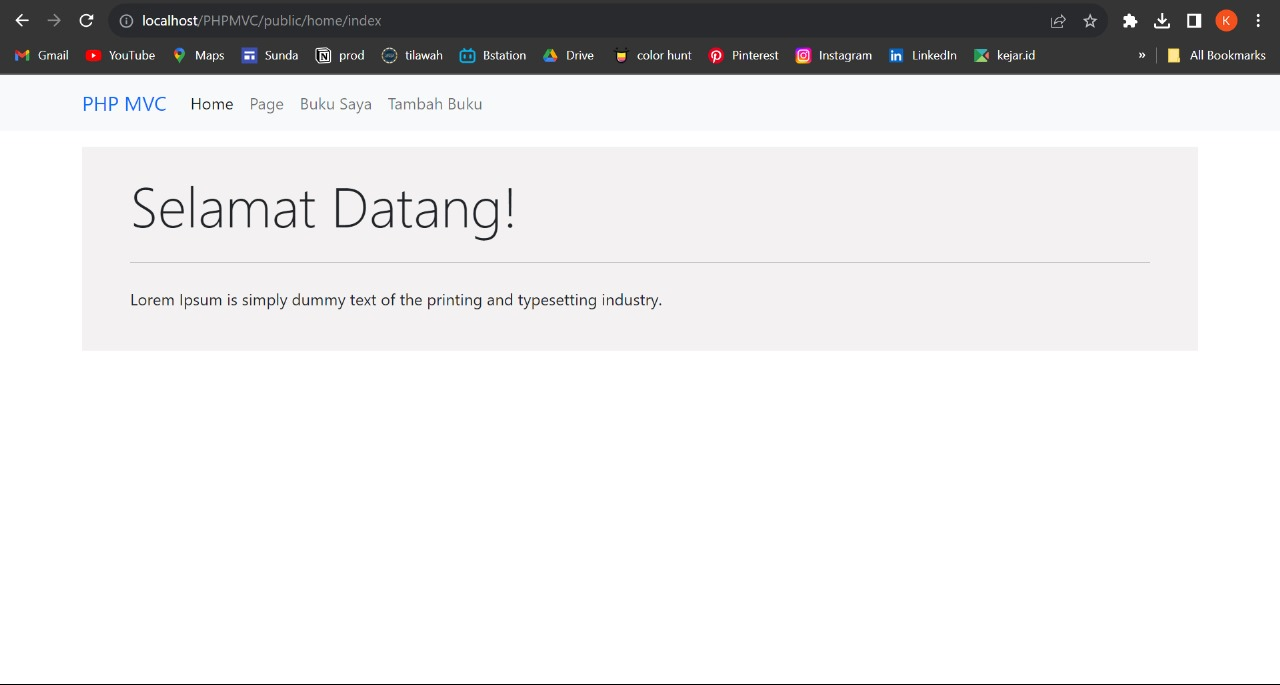 localhost/PHPMVC/public/home/index
K
Gmail YouTube Maps Sunda prod tilawah Bstation Drive color hunt Pinterest Instagram LinkedIn kejar.id » All Bookmarks
PHP MVC Home Page Buku Saya Tambah Buku
Selamat Datang!
Lorem Ipsum is simply dummy text of the printing and typesetting industry.